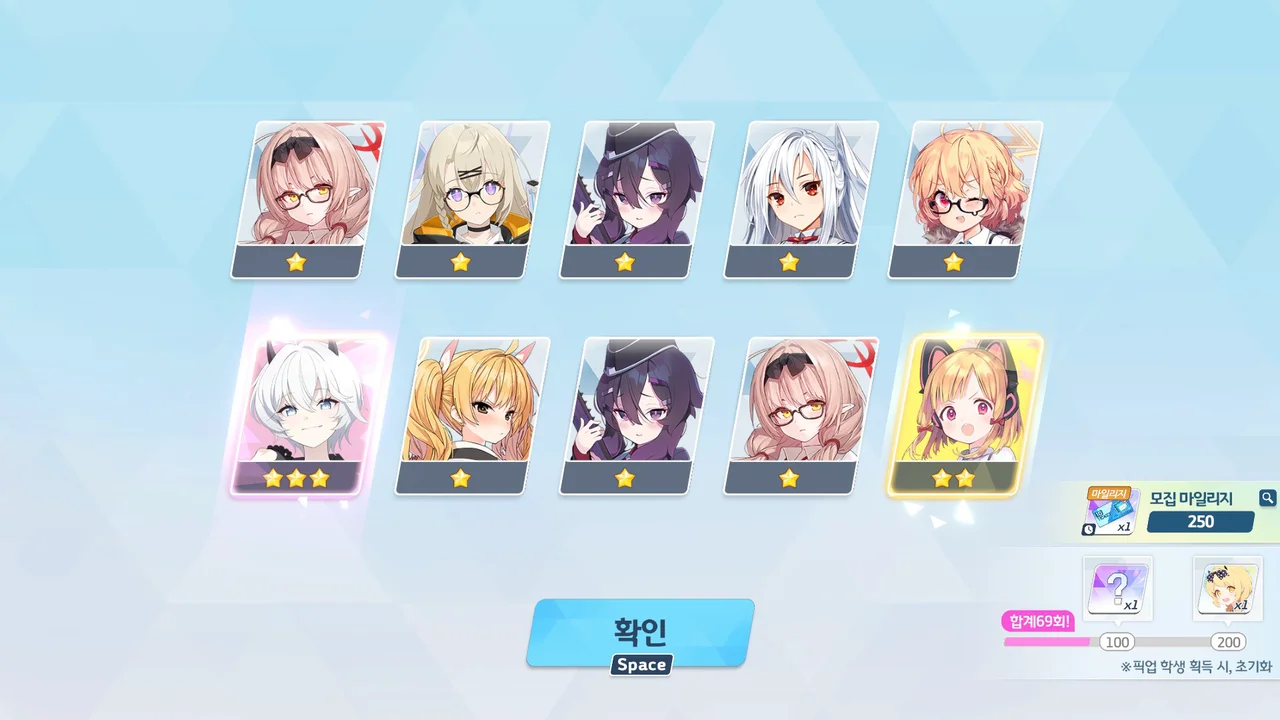 마일리지
x1
모집 마일리지
250
?
x1
x1
합계69회!
100
200
※픽업 학생 획득 시, 초기화
확인
Space